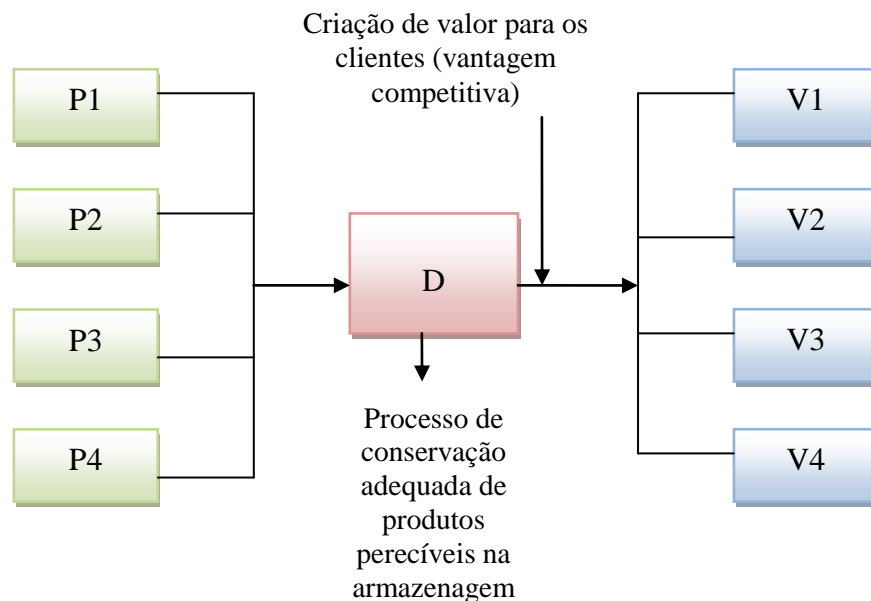 Criação de valor para os
clientes (vantagem
competitiva)
P1
P2
P3
P4
D
V1
V2
V3
V4
Processo de
conservação
adequada de
produtos
perecíveis na
armazenagem